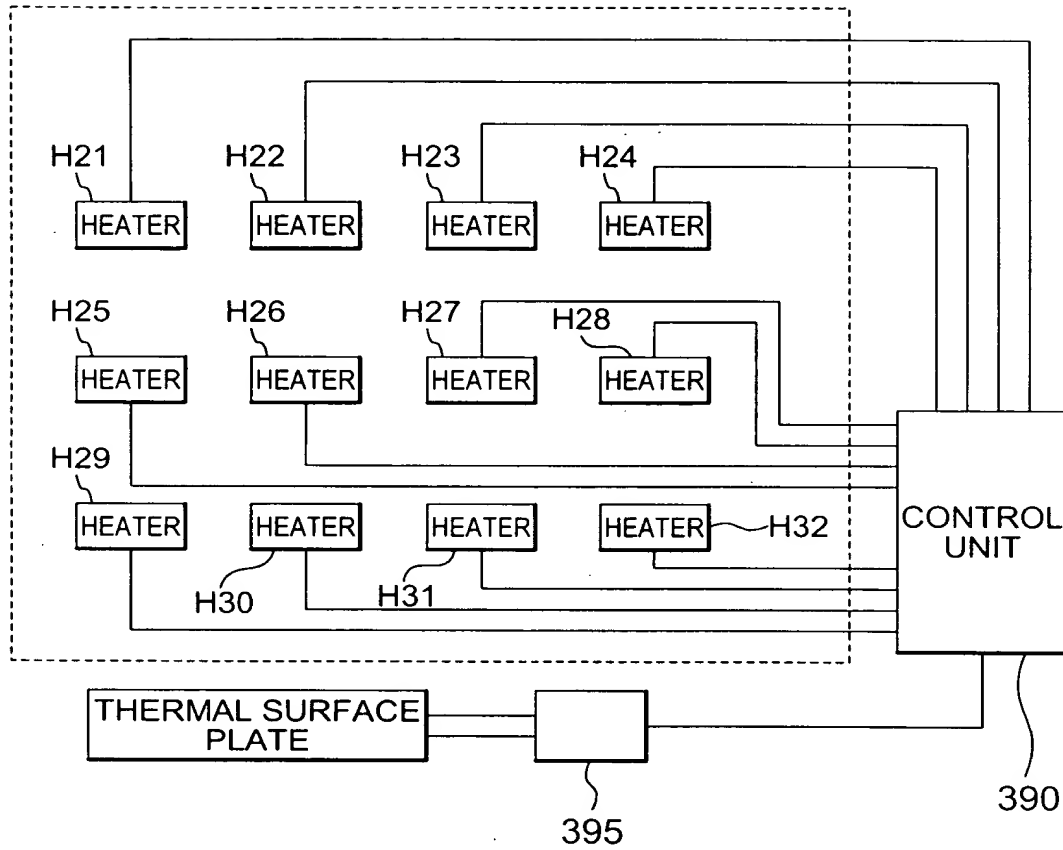 H21
H22
H23
H24
HEATER
HEATER
HEATER
HEATER
H25
H26
H27
H28
HEATER
HEATER
HEATER
HEATER
H29
HEATER
HEATER
HEATER
HEATER
H32
H30
H31
CONTROL
UNIT
THERMAL SURFACE
PLATE
395
390